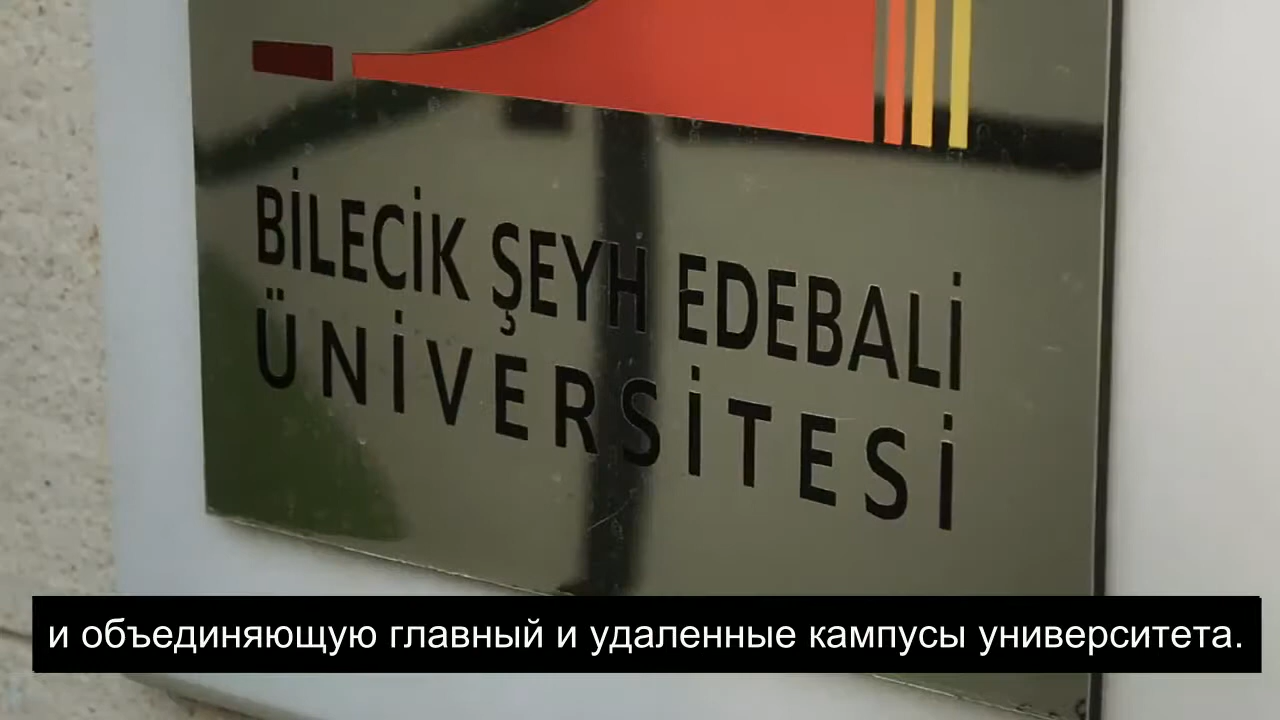 BİLECİK ŞEYH EDEBALİ
ÜNİVERSİTESİ
и объединяющую главный и удаленные кампусы университета.